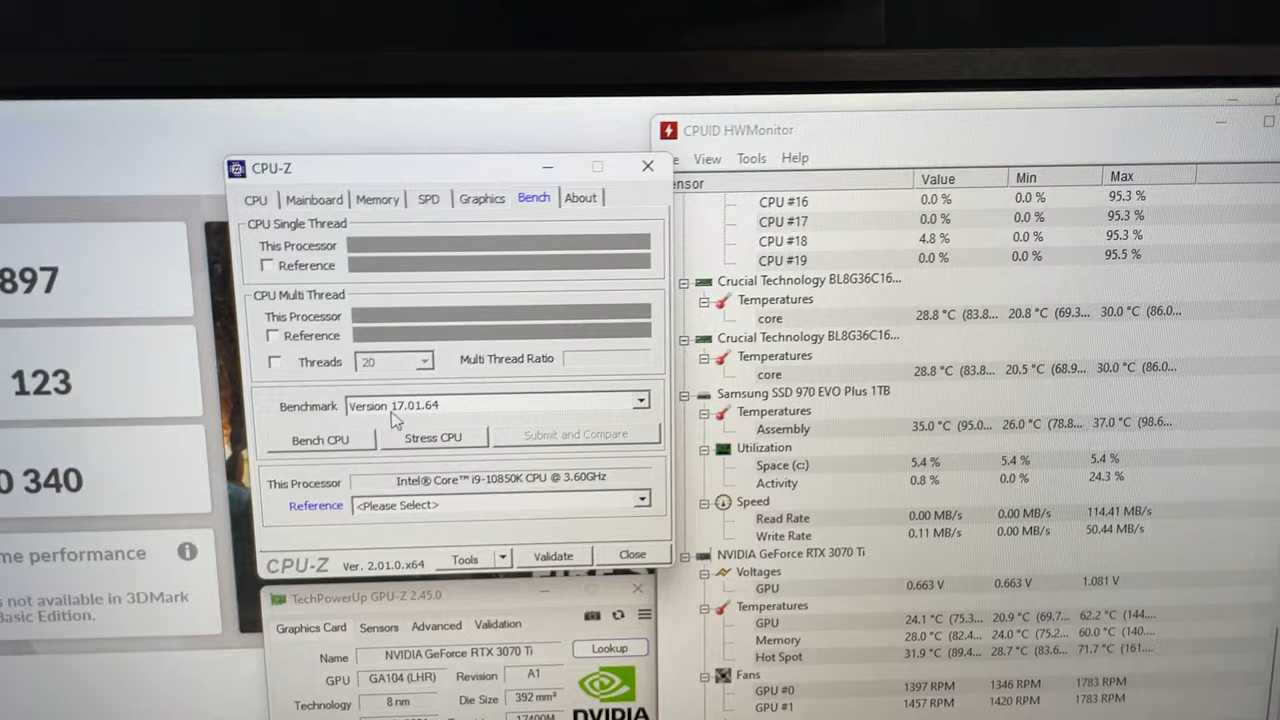 897
123
0 340
me performance
s not available in 3DMark
Basic Edition.
CPU-Z
CPU Mainboard Memory SPD Graphics Bench About
CPU Single Thread
This Processor
Reference
CPU Multi Thread
This Processor
Reference
Threads 20 Multi Thread Ratio
Benchmark Version 17.01.64
Bench CPU Stress CPU Submit and Compare
This Processor Intel® Core™ i9-10850K CPU @ 3.60GHz
Reference <Please Select>
CPU-Z Ver. 2.01.0.x64 Tools Validate Close
TechPowerUp GPU-Z 2.45.0
Graphics Card Sensors Advanced Validation
Name NVIDIA GeForce RTX 3070 Ti Lookup
GPU GA104 (LHR) Revision A1
Technology 8 nm Die Size 392 mm²
17400M
NVIDIA
CPUID HWMonitor
e View Tools Help
ensor Value Min Max
CPU #16 0.0 % 0.0 % 95.3 %
CPU #17 0.0 % 0.0 % 95.3 %
CPU #18 4.8 % 0.0 % 95.3 %
CPU #19 0.0 % 0.0 % 95.5 %
Crucial Technology BL8G36C16...
Temperatures
core 28.8 °C (83.8... 20.8 °C (69.3... 30.0 °C (86.0...
Crucial Technology BL8G36C16...
Temperatures
core 28.8 °C (83.8... 20.5 °C (68.9... 30.0 °C (86.0...
Samsung SSD 970 EVO Plus 1TB
Temperatures
Assembly 35.0 °C (95.0... 26.0 °C (78.8... 37.0 °C (98.6...
Utilization
Space (c:) 5.4 % 5.4 % 5.4 %
Activity 0.8 % 0.0 % 24.3 %
Speed
Read Rate 0.00 MB/s 0.00 MB/s 114.41 MB/s
Write Rate 0.11 MB/s 0.00 MB/s 50.44 MB/s
NVIDIA GeForce RTX 3070 Ti
Voltages
GPU 0.663 V 0.663 V 1.081 V
Temperatures
GPU 24.1 °C (75.3... 20.9 °C (69.7... 62.2 °C (144....
Memory 28.0 °C (82.4... 24.0 °C (75.2... 60.0 °C (140....
Hot Spot 31.9 °C (89.4... 28.7 °C (83.6... 71.7 °C (161....
Fans
GPU #0 1397 RPM 1346 RPM 1783 RPM
GPU #1 1457 RPM 1420 RPM 1783 RPM